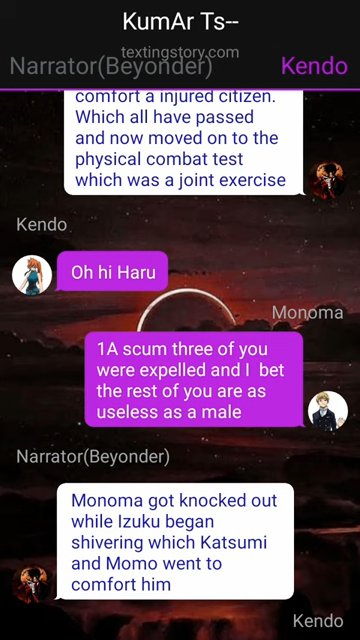 KumAr Ts--
textingstory.com
Narrator(Beyonder)
Kendo
comfort a injured citizen.
Which all have passed
and now moved on to the
physical combat test
which was a joint exercise
Kendo
Oh hi Haru
Monoma
1A scum three of you
were expelled and I bet
the rest of you are as
useless as a male
Narrator(Beyonder)
Monoma got knocked out
while Izuku began
shivering which Katsumi
and Momo went to
comfort him
Kendo